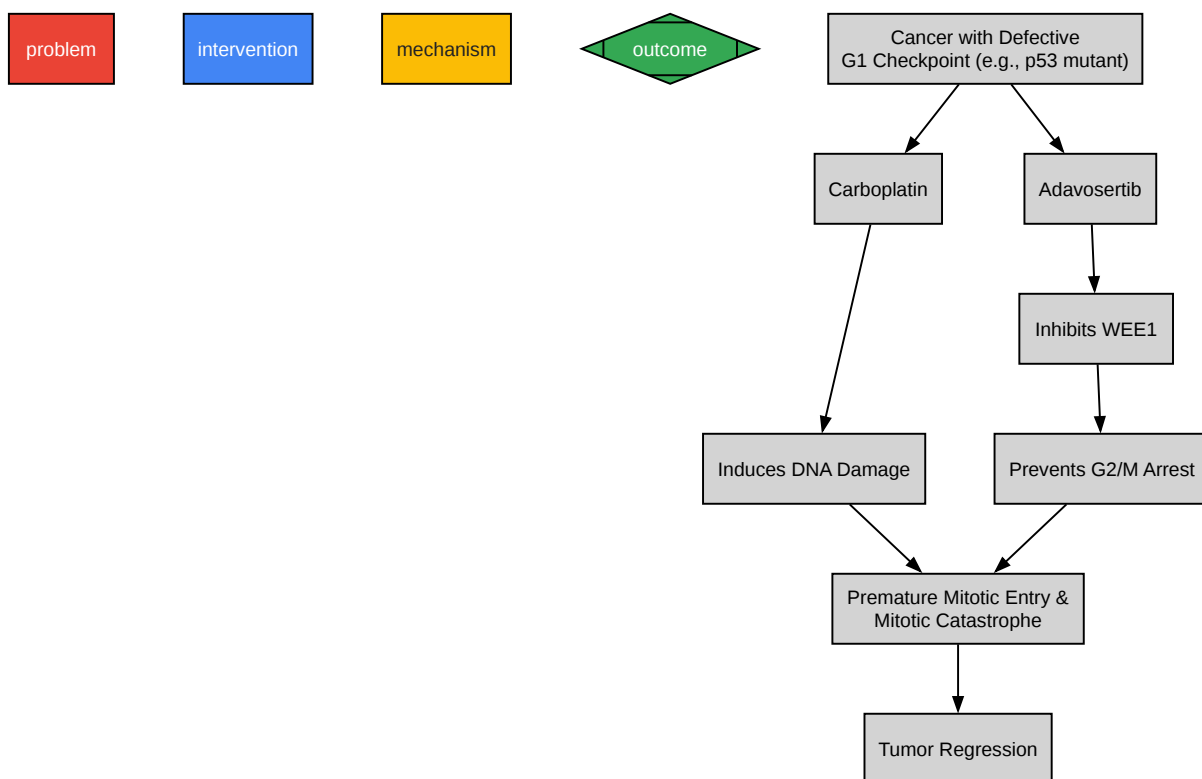 problem
intervention
mechanism
outcome
Cancer with Defective
G1 Checkpoint (e.g., p53 mutant)
Carboplatin
Adavosertib
Inhibits WEE1
Induces DNA Damage
Prevents G2/M Arrest
Premature Mitotic Entry &
Mitotic Catastrophe
Tumor Regression